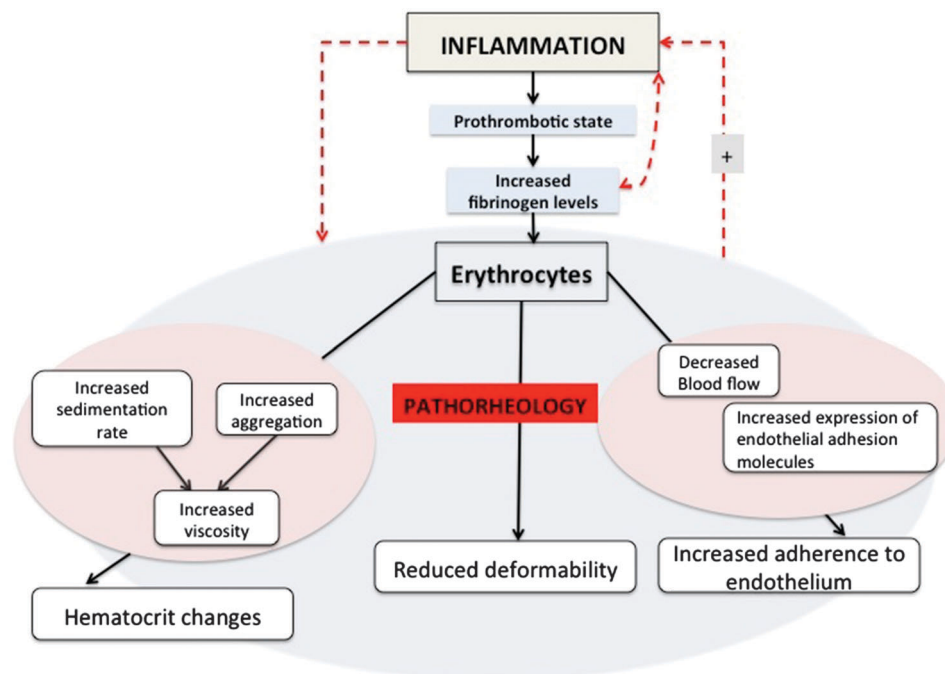 INFLAMMATION
Prothrombotic state
+
Increased
fibrinogen levels
Erythrocytes
Increased
sedimentation
rate
Increased
aggregation
Increased
viscosity
Hematocrit changes
PATHORHEOLOGY
Reduced deformability
Decreased
Blood flow
Increased expression of
endothelial adhesion
molecules
Increased adherence to
endothelium